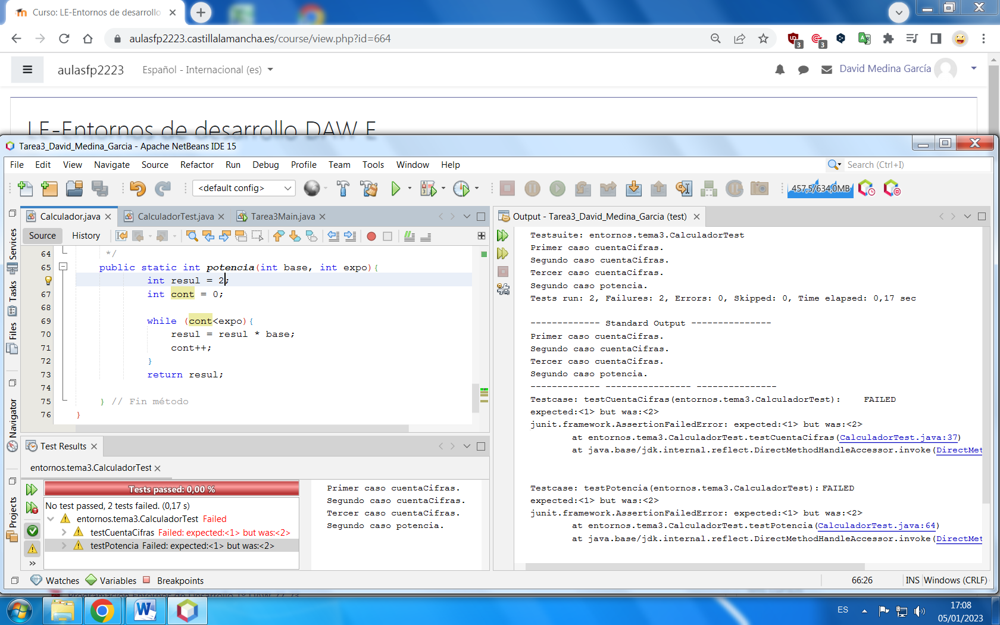 Curso: LE-Entornos de desarrollo
aulasfp2223.castillalamancha.es/course/view.php?id=664
3
3
aulasfp2223
Español - Internacional (es)
David Medina García
LE-Entornos de desarrollo DAW E
Tarea3_David_Medina_Garcia - Apache NetBeans IDE 15
File Edit View Navigate Source Refactor Run Debug Profile Team Tools Window Help
Search (Ctrl+I)
<default config>
457,5/634,0MB
Services
Tasks
Files
Navigator
Projects
Calculador.java
CalculadorTest.java
Tarea3Main.java
Source History
64 */
65 public static int potencia(int base, int expo){
int resul = 2;
67 int cont = 0;
68
69 while (cont<expo){
70 resul = resul * base;
71 cont++;
72 }
73 return resul;
74
75 } // Fin método
76 }
Test Results
entornos.tema3.CalculadorTest
Tests passed: 0,00 %
No test passed, 2 tests failed. (0,17 s)
entornos.tema3.CalculadorTest Failed
testCuentaCifras Failed: expected:<1> but was:<2>
testPotencia Failed: expected:<1> but was:<2>
»
Primer caso cuentaCifras.
Segundo caso cuentaCifras.
Tercer caso cuentaCifras.
Segundo caso potencia.
Output - Tarea3_David_Medina_Garcia (test)
Testsuite: entornos.tema3.CalculadorTest
Primer caso cuentaCifras.
Segundo caso cuentaCifras.
Tercer caso cuentaCifras.
Segundo caso potencia.
Tests run: 2, Failures: 2, Errors: 0, Skipped: 0, Time elapsed: 0,17 sec
------------- Standard Output ---------------
Primer caso cuentaCifras.
Segundo caso cuentaCifras.
Tercer caso cuentaCifras.
Segundo caso potencia.
------------- ---------------- ---------------
Testcase: testCuentaCifras(entornos.tema3.CalculadorTest): FAILED
expected:<1> but was:<2>
junit.framework.AssertionFailedError: expected:<1> but was:<2>
at entornos.tema3.CalculadorTest.testCuentaCifras(CalculadorTest.java:37)
at java.base/jdk.internal.reflect.DirectMethodHandleAccessor.invoke(DirectMet
Testcase: testPotencia(entornos.tema3.CalculadorTest): FAILED
expected:<1> but was:<2>
junit.framework.AssertionFailedError: expected:<1> but was:<2>
at entornos.tema3.CalculadorTest.testPotencia(CalculadorTest.java:64)
at java.base/jdk.internal.reflect.DirectMethodHandleAccessor.invoke(DirectMet
Watches Variables Breakpoints
66:26 INS Windows (CRLF)
ES
17:08
05/01/2023